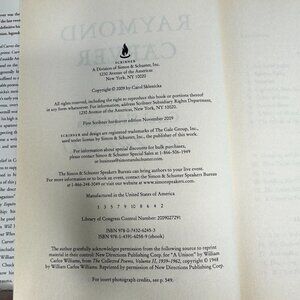 SCRIBNER
A Division of Simon & Schuster, Inc.
1230 Avenue of the Americas
New York, NY 10020
Copyright © 2009 by Carol Sklenicka
All rights reserved, including the right to reproduce this book or portions thereof
in any form whatsoever. For information, address Scribner Subsidiary Rights Department,
1230 Avenue of the Americas, New York, NY 10020.
First Scribner hardcover edition November 2009
SCRIBNER and design are registered trademarks of The Gale Group, Inc.,
used under license by Simon & Schuster, Inc., the publisher of this work.
For information about special discounts for bulk purchases,
please contact Simon & Schuster Special Sales at 1-866-506-1949
or business@simonandschuster.com.
The Simon & Schuster Speakers Bureau can bring authors to your live event.
For more information or to book an event, contact the Simon & Schuster Speakers Bureau
at 1-866-248-3049 or visit our website at www.simonspeakers.com.
Manufactured in the United States of America
1 3 5 7 9 10 8 6 4 2
Library of Congress Control Number: 2009027291
ISBN 978-0-7432-6245-3
ISBN 978-1-4391-6058-9 (ebook)
The author gratefully acknowledges permission from the following source to reprint
material in their control: New Directions Publishing Corp. for "A Unison" by William
Carlos Williams, from The Collected Poems, Volume II, 1939–1962, copyright © 1948
by William Carlos Williams. Reprinted by permission of New Directions Publishing Corp.
For insert photograph credits, see p. 549.